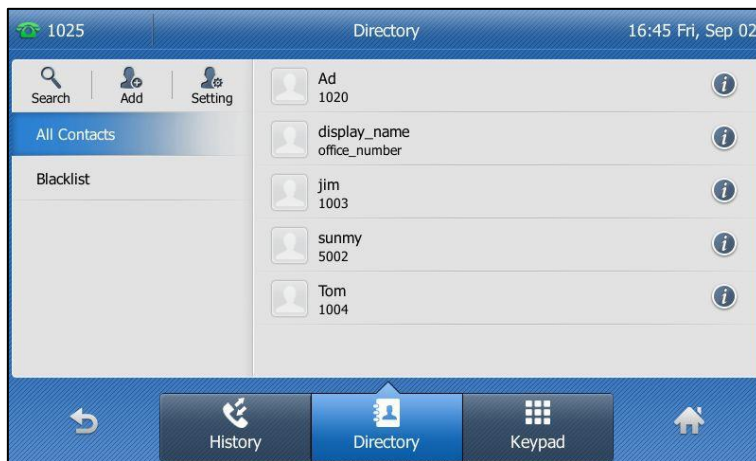 1025
Directory
16:45 Fri, Sep 02
Search
Add
Setting
All Contacts
Blacklist
Ad
1020
display_name
office_number
jim
1003
sunmy
5002
Tom
1004
History
Directory
Keypad